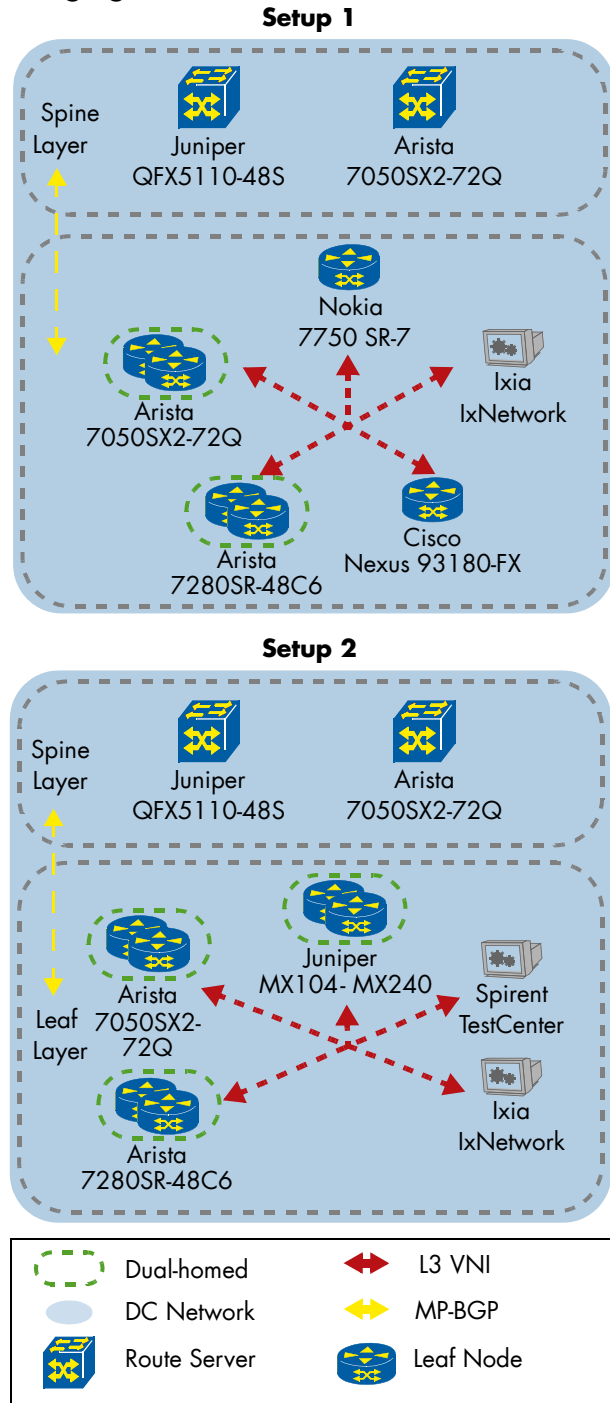 Setup 1
Spine
Layer
Juniper
QFX5110-48S
Arista
7050SX2-72Q
Nokia
7750 SR-7
Arista
7050SX2-72Q
Ixia
IxNetwork
Arista
7280SR-48C6
Cisco
Nexus 93180-FX
Setup 2
Spine
Layer
Juniper
QFX5110-48S
Arista
7050SX2-72Q
Juniper
MX104- MX240
Arista
7050SX2-
72Q
Spirent
TestCenter
Leaf
Layer
Arista
7280SR-48C6
Ixia
IxNetwork
Dual-homed
L3 VNI
DC Network
MP-BGP
Route Server
Leaf Node